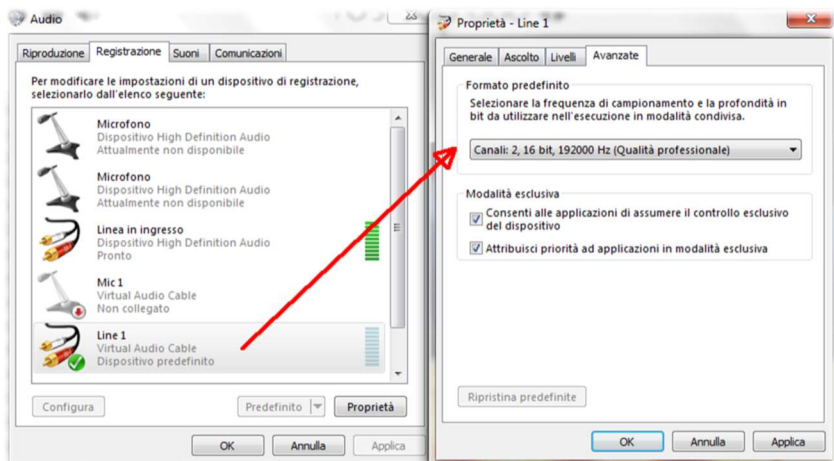 Audio
Riproduzione
Registrazione
Suoni
Comunicazioni
Per modificare le impostazioni di un dispositivo di registrazione,
selezionarlo dall'elenco seguente:
Microfono
Dispositivo High Definition Audio
Attualmente non disponibile
Microfono
Dispositivo High Definition Audio
Attualmente non disponibile
Linea in ingresso
Dispositivo High Definition Audio
Pronto
Mic 1
Virtual Audio Cable
Non collegato
Line 1
Virtual Audio Cable
Dispositivo predefinito
Configura
Predefinito
Proprietà
OK
Annulla
Applica
Proprietà - Line 1
Generale
Ascolto
Livelli
Avanzate
Formato predefinito
Selezionare la frequenza di campionamento e la profondità in
bit da utilizzare nell'esecuzione in modalità condivisa.
Canali: 2, 16 bit, 192000 Hz (Qualità professionale)
Modalità esclusiva
Consenti alle applicazioni di assumere il controllo esclusivo
del dispositivo
Attribuisci priorità ad applicazioni in modalità esclusiva
Ripristina predefinite
OK
Annulla
Applica